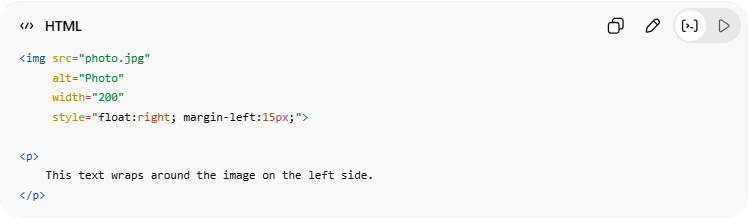 HTML
<img src="photo.jpg"
     alt="Photo"
     width="200"
     style="float:right; margin-left:15px;">

<p>
    This text wraps around the image on the left side.
</p>